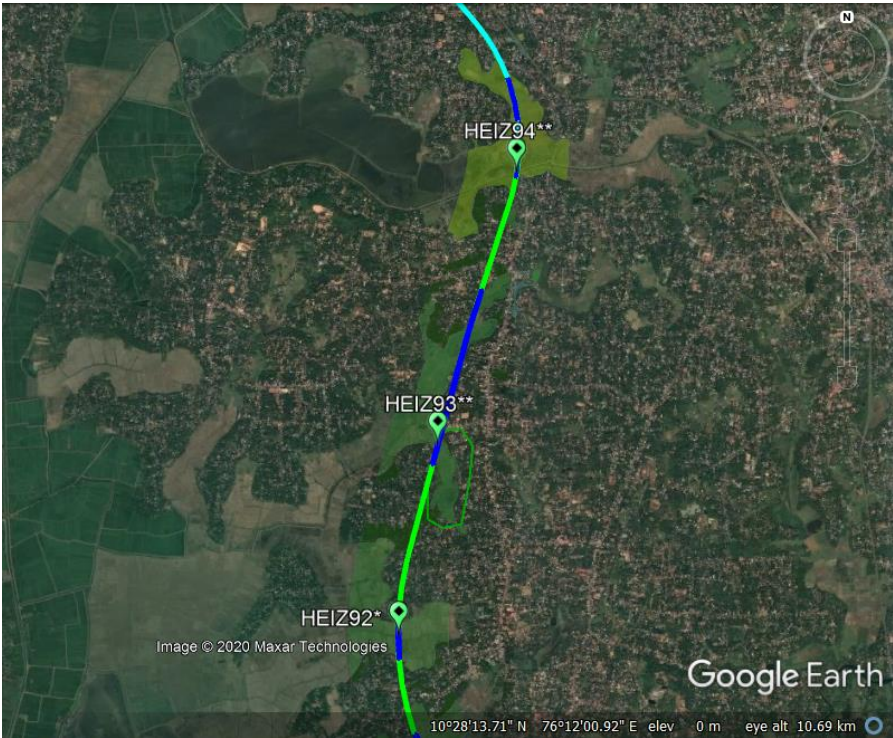 N
HEIZ94**
HEIZ93**
HEIZ92*
Image © 2020 Maxar Technologies
Google Earth
10°28'13.71" N 76°12'00.92" E elev 0 m eye alt 10.69 km